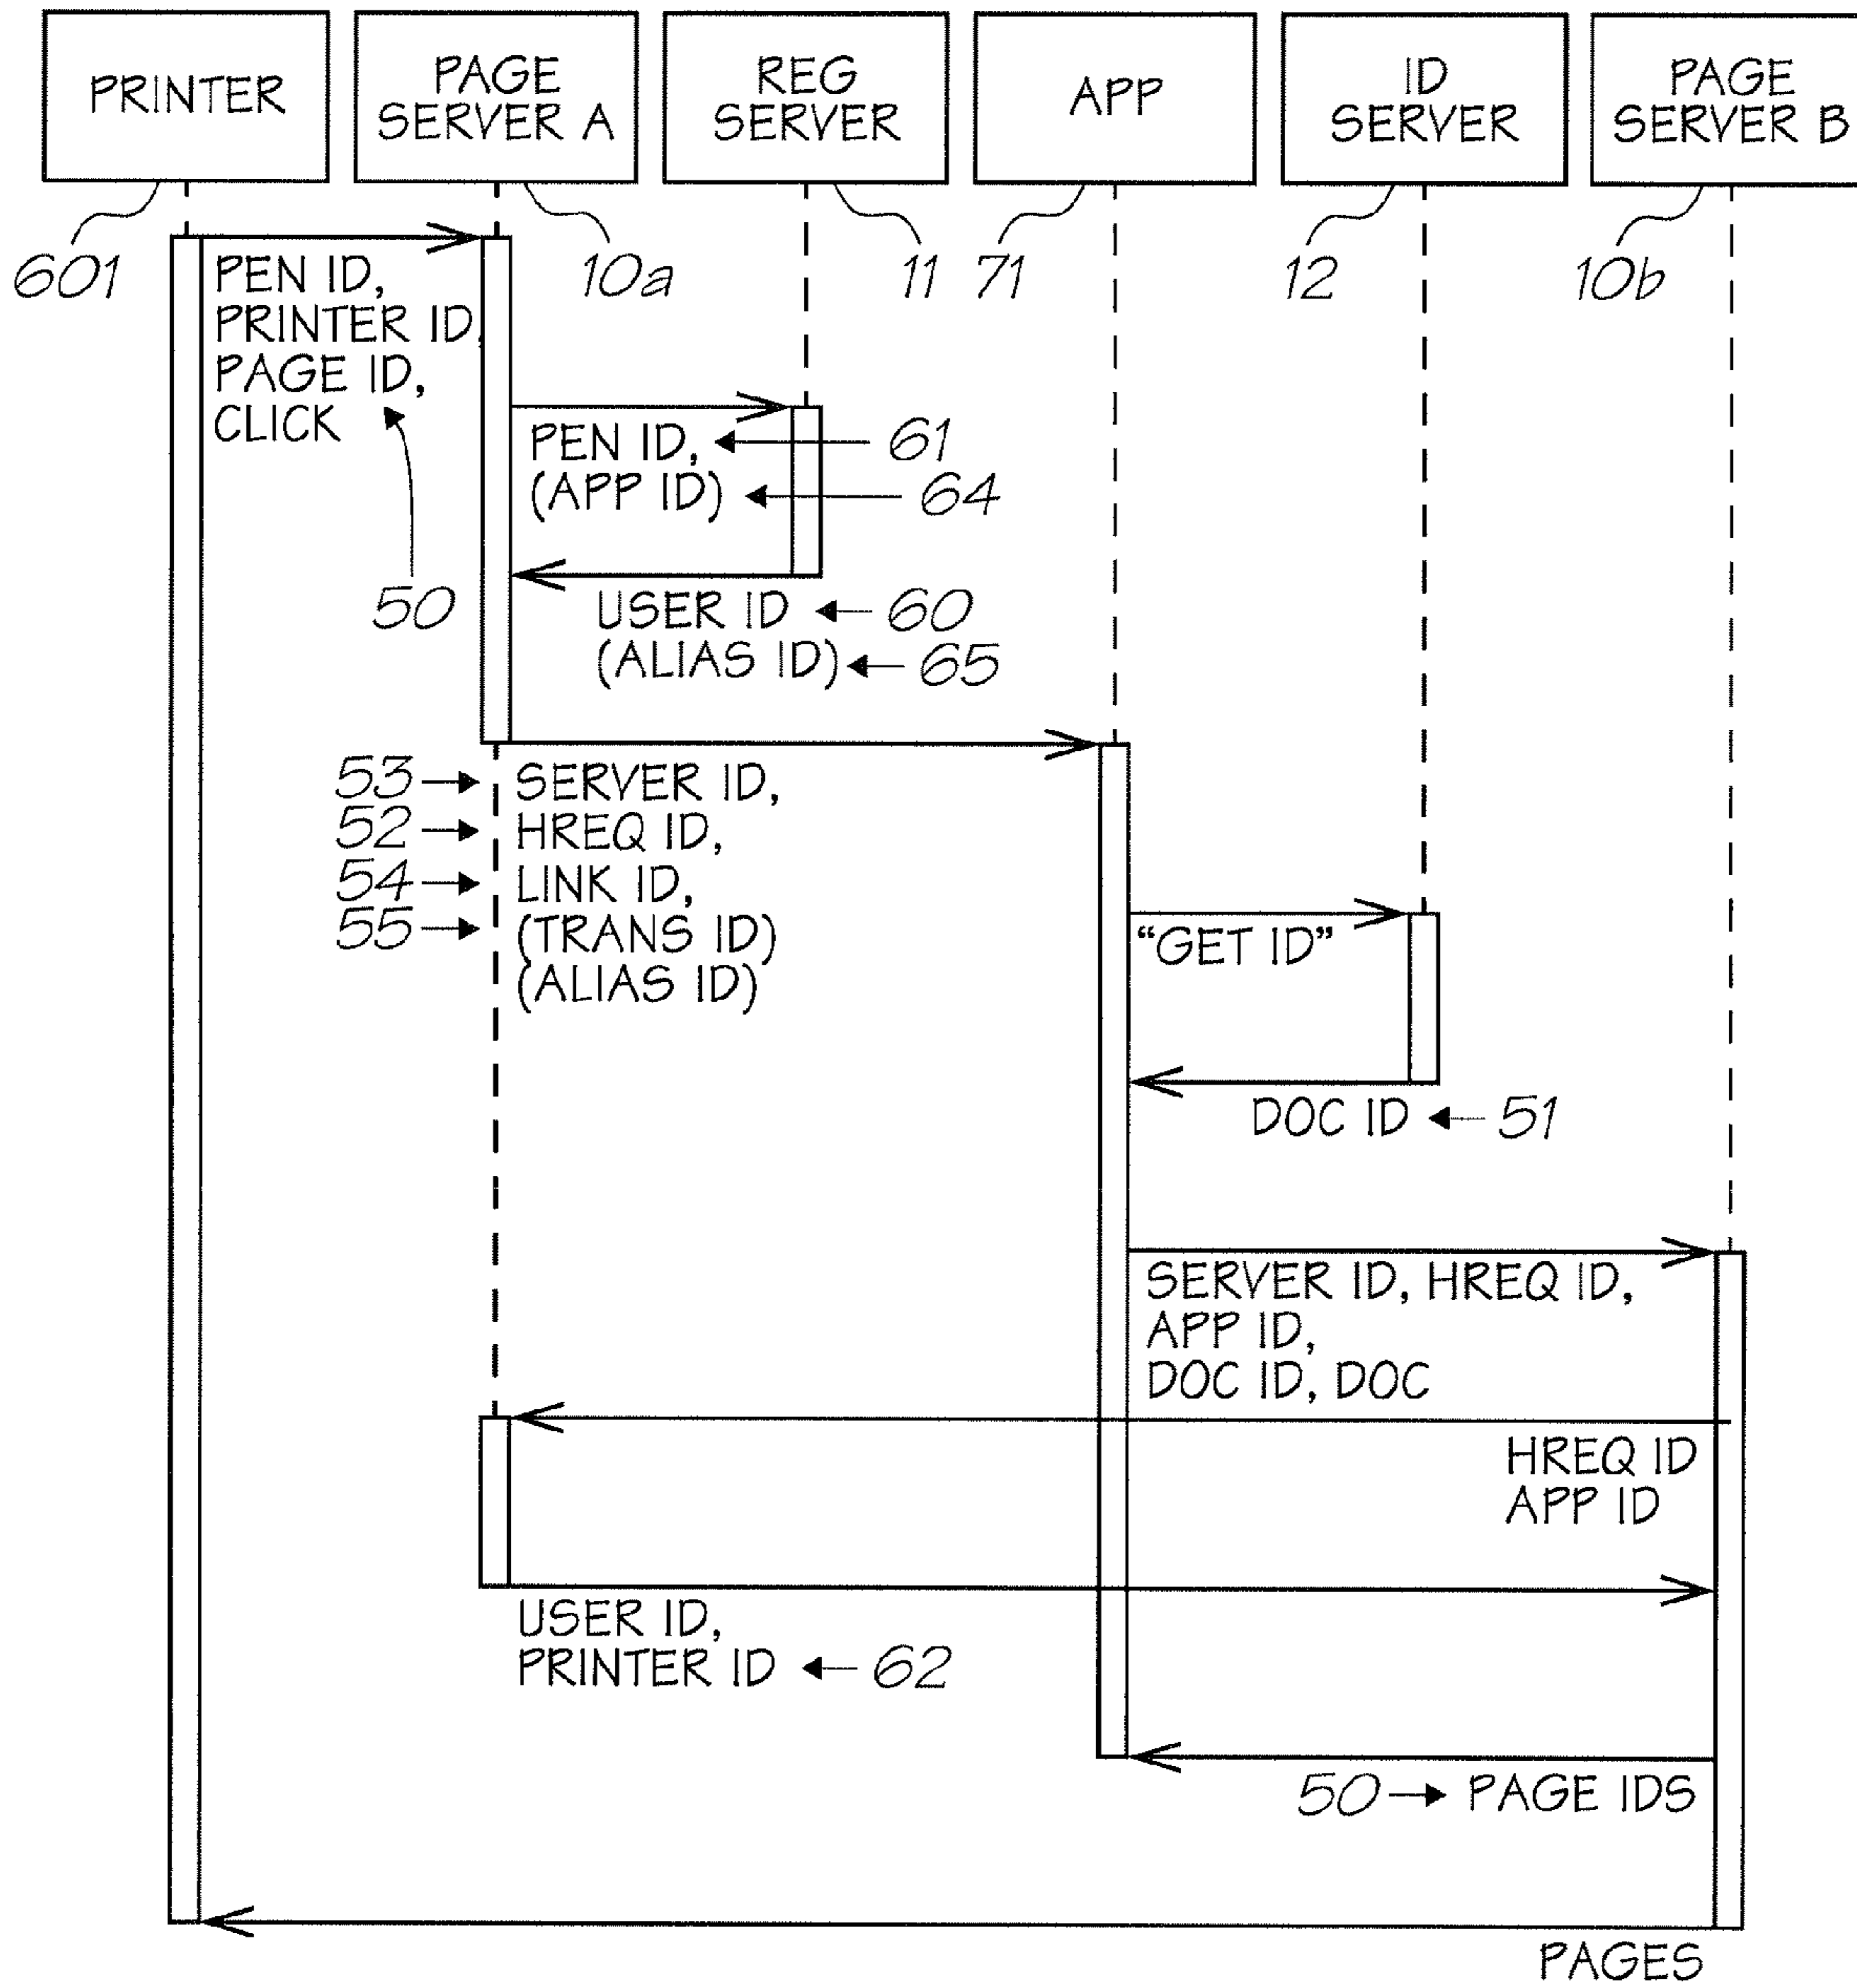 PRINTER
PAGE
SERVER A
REG
SERVER
APP
ID
SERVER
PAGE
SERVER B
601
10a
11
71
12
10b
PEN ID,
PRINTER ID,
PAGE ID,
CLICK
50
PEN ID,
61
(APP ID)
64
USER ID
60
(ALIAS ID)
65
53
SERVER ID,
52
HREQ ID,
54
LINK ID,
55
(TRANS ID)
(ALIAS ID)
“GET ID”
DOC ID
51
SERVER ID, HREQ ID,
APP ID,
DOC ID, DOC
HREQ ID
APP ID
USER ID,
PRINTER ID
62
50
PAGE IDS
PAGES